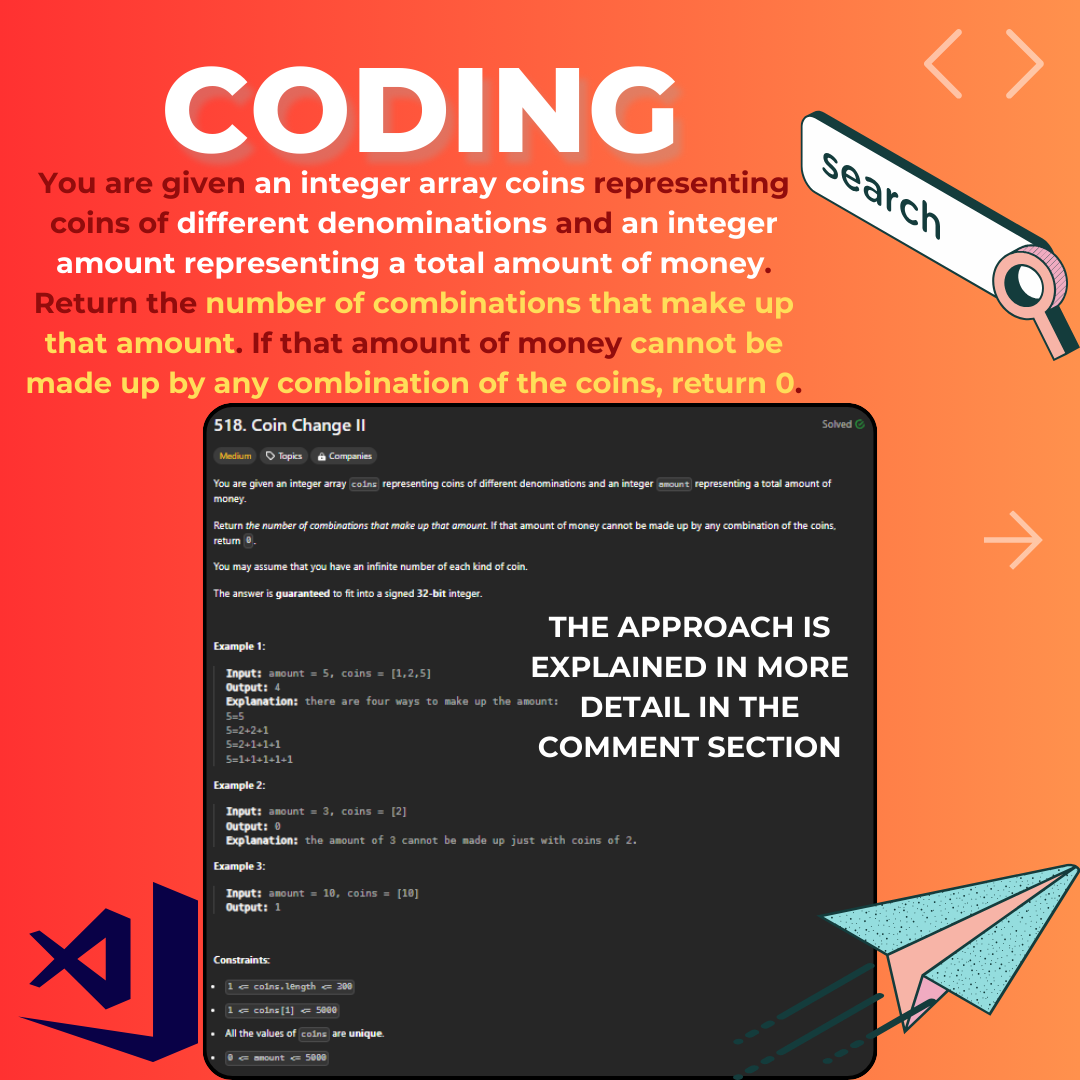 CODING
You are given an integer array coins representing
coins of different denominations and an integer
amount representing a total amount of money.
Return the number of combinations that make up
that amount. If that amount of money cannot be
made up by any combination of the coins, return 0.
search
518. Coin Change II
Solved
Medium Topics Companies
You are given an integer array coins representing coins of different denominations and an integer amount representing a total amount of
money.
Return the number of combinations that make up that amount. If that amount of money cannot be made up by any combination of the coins,
return 0.
You may assume that you have an infinite number of each kind of coin.
The answer is guaranteed to fit into a signed 32-bit integer.
THE APPROACH IS
EXPLAINED IN MORE
DETAIL IN THE
COMMENT SECTION
Example 1:
Input: amount = 5, coins = [1,2,5]
Output: 4
Explanation: there are four ways to make up the amount:
5=5
5=2+2+1
5=2+1+1+1
5=1+1+1+1+1
Example 2:
Input: amount = 3, coins = [2]
Output: 0
Explanation: the amount of 3 cannot be made up just with coins of 2.
Example 3:
Input: amount = 10, coins = [10]
Output: 1
Constraints:
• 1 <= coins.length <= 300
• 1 <= coins[i] <= 5000
• All the values of coins are unique.
• 0 <= amount <= 5000